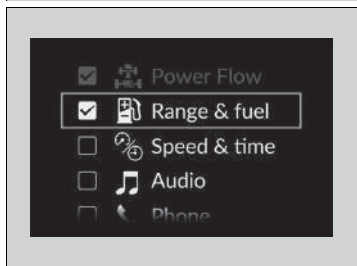 Power Flow
Range & fuel
Speed & time
Audio
Phone